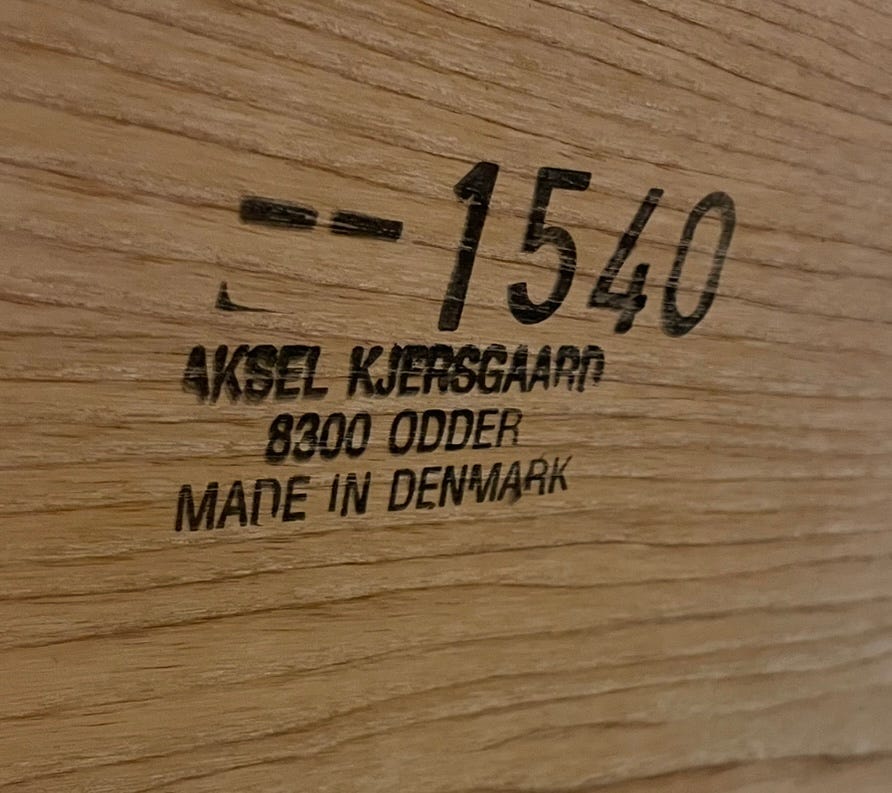 -- 1540
AKSEL KJERSGAARD
8300 ODDER
MADE IN DENMARK